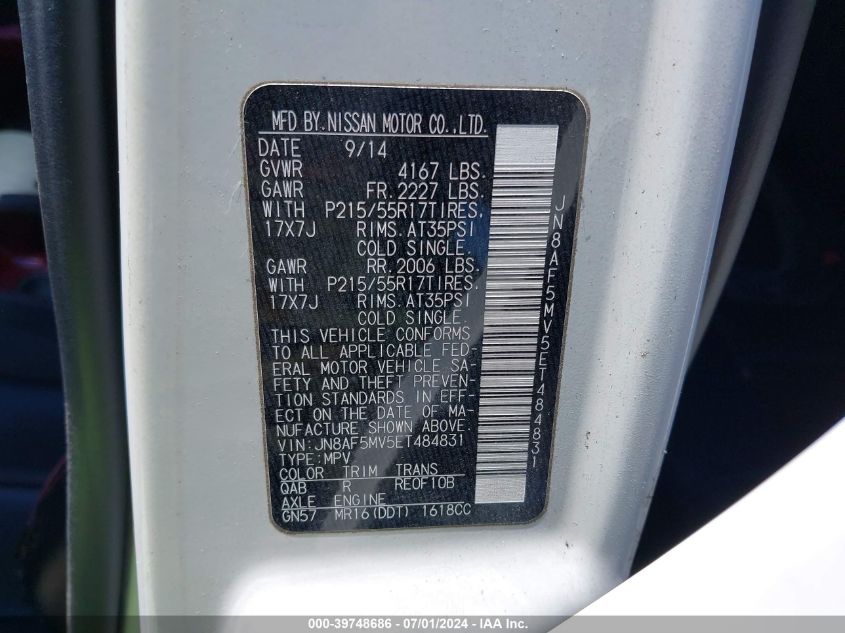 MFD BY.NISSAN MOTOR CO.,LTD.
DATE 9/14
GVWR 4167 LBS.
GAWR FR.2227 LBS.
WITH P215/55R17TIRES,
17X7J RIMS.AT35PSI
COLD SINGLE.
GAWR RR.2006 LBS.
WITH P215/55R17TIRES,
17X7J RIMS.AT35PSI
COLD SINGLE.
THIS VEHICLE CONFORMS
TO ALL APPLICABLE FED-
ERAL MOTOR VEHICLE SA-
FETY AND THEFT PREVEN-
TION STANDARDS IN EFF-
ECT ON THE DATE OF MA-
NUFACTURE SHOWN ABOVE.
VIN:JN8AF5MV5ET484831
TYPE:MPV
COLOR TRIM TRANS
QAB R REOF10B
AXLE ENGINE
GN57 MR16(DDT) 1618CC
JN8AF5MV5ET484831
000-39748686 - 07/01/2024 - IAA Inc.